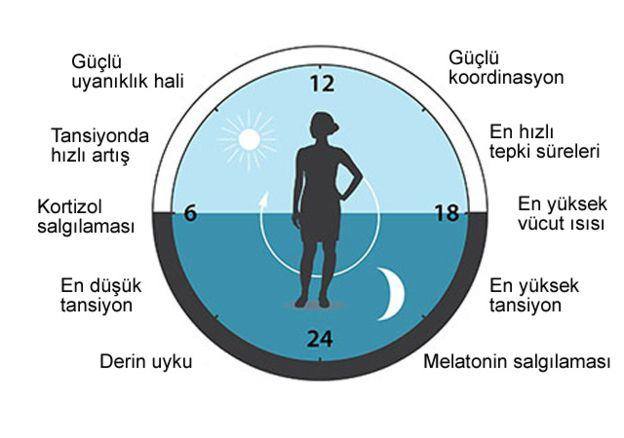 Güçlü
uyanıklık hali
Güçlü
koordinasyon
12
Tansiyonda
hızlı artış
En hızlı
tepki süreleri
Kortizol
salgılaması
6
18
En yüksek
vücut ısısı
En düşük
tansiyon
En yüksek
tansiyon
24
Derin uyku
Melatonin salgılaması